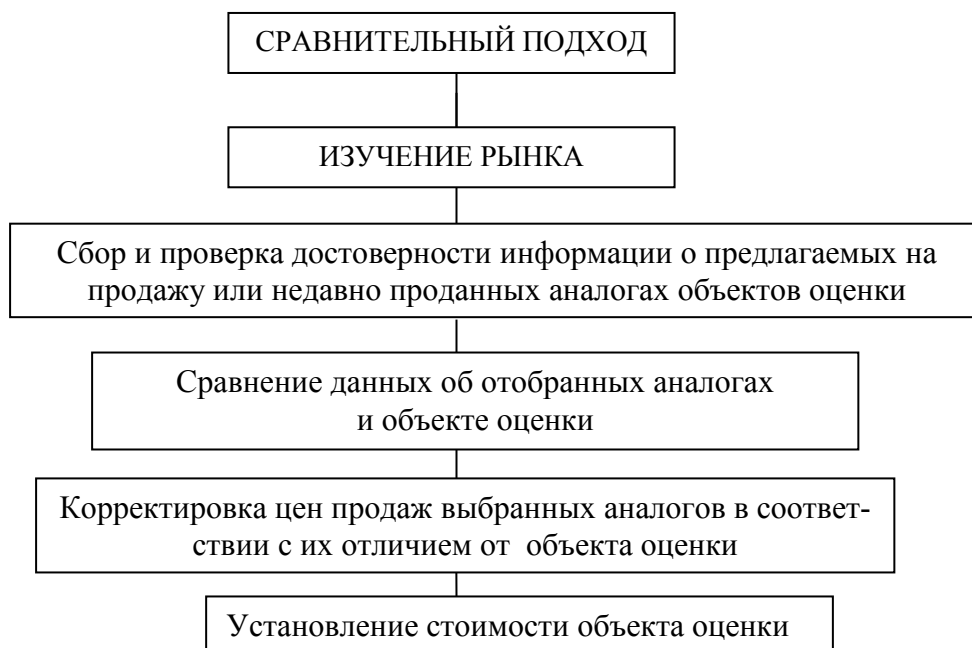 СРАВНИТЕЛЬНЫЙ ПОДХОД
ИЗУЧЕНИЕ РЫНКА
Сбор и проверка достоверности информации о предлагаемых на
продажу или недавно проданных аналогах объектов оценки
Сравнение данных об отобранных аналогах
и объекте оценки
Корректировка цен продаж выбранных аналогов в соответ-
ствии с их отличием от объекта оценки
Установление стоимости объекта оценки